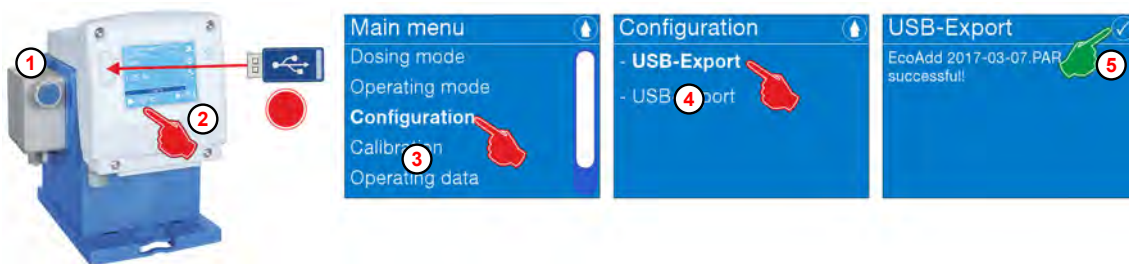 1
2
Main menu
Dosing mode
Operating mode
Configuration
Calibration
3
Operating data
Configuration
- USB-Export
- USB
4
USB-Export
EcoAdd 2017-03-07.PAR
successful!
5